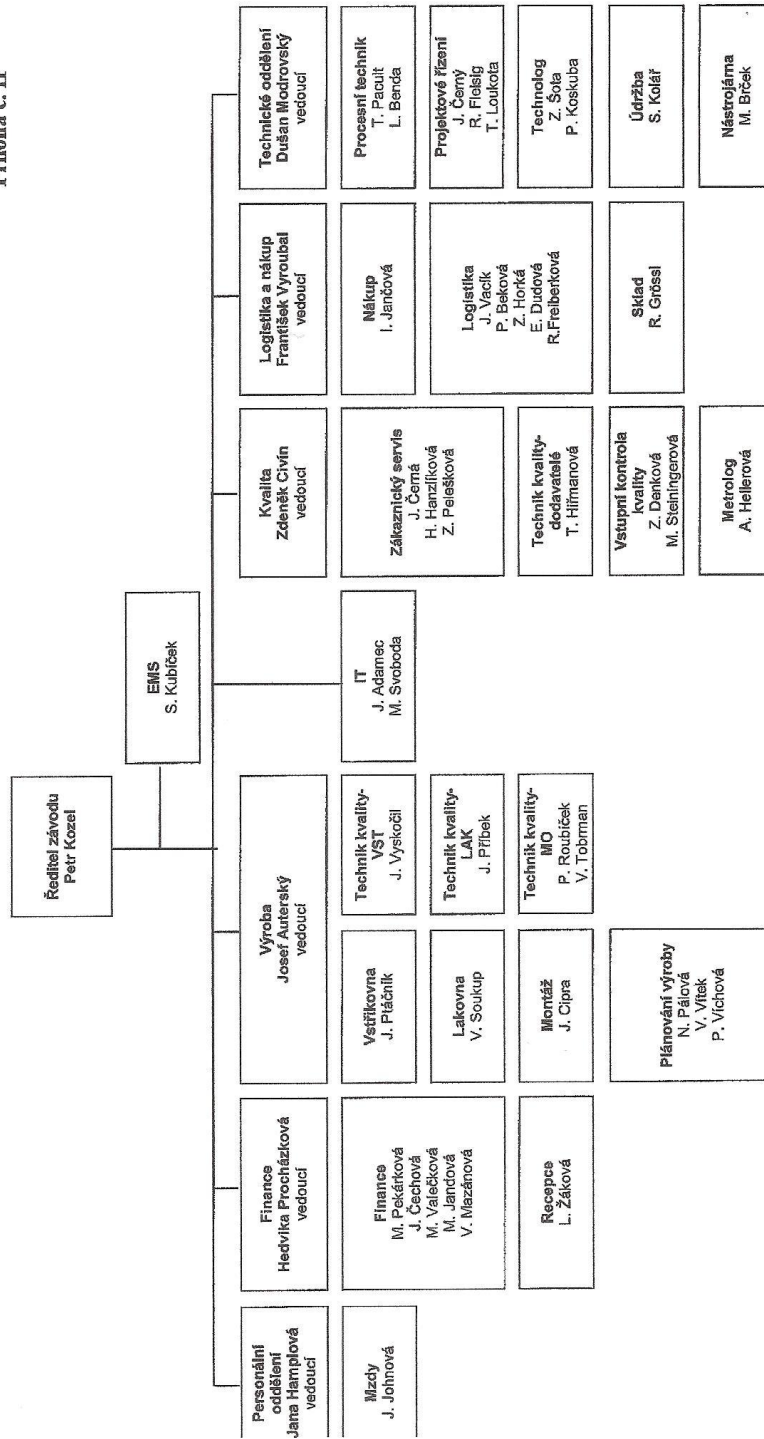 Příloha č. II
Ředitel závodu
Petr Kozel
EMS
S. Kubíček
Personální
oddělení
Jana Hamplová
vedoucí
Mzdy
J. Johnová
Finance
Hedvika Procházková
vedoucí
Finance
M. Pekárková
J. Čechová
M. Valečková
M. Jandová
V. Mazánová
Recepce
L. Žáková
Výroba
Josef Auterský
vedoucí
Vstřikovna
J. Ptáčník
Lakovna
V. Soukup
Montáž
J. Cipra
Plánování výroby
N. Pálová
V. Vítek
P. Víchová
Technik kvality-
VST
J. Vyskočil
Technik kvality-
LAK
J. Příbek
Technik kvality-
MO
P. Roubíček
V. Tobrman
IT
J. Adamec
M. Svoboda
Kvalita
Zdeněk Civín
vedoucí
Zákaznický servis
J. Černá
H. Hanzlíková
Z. Pelešková
Technik kvality-
dodavatelé
T. Hiřmanová
Vstupní kontrola
kvality
Z. Denková
M. Steiningerová
Metrolog
A. Hellerová
Logistika a nákup
František Vyroubal
vedoucí
Nákup
I. Jančová
Logistika
J. Vacík
P. Beková
Z. Horká
E. Dudová
R.Freiberková
Sklad
R. Grössl
Technické oddělení
Dušan Modrovský
vedoucí
Procesní technik
T. Pacult
L. Benda
Projektové řízení
J. Černý
R. Fielsig
T. Loukota
Technolog
Z. Šota
P. Koskuba
Údržba
S. Kolář
Nástrojárna
M. Brček